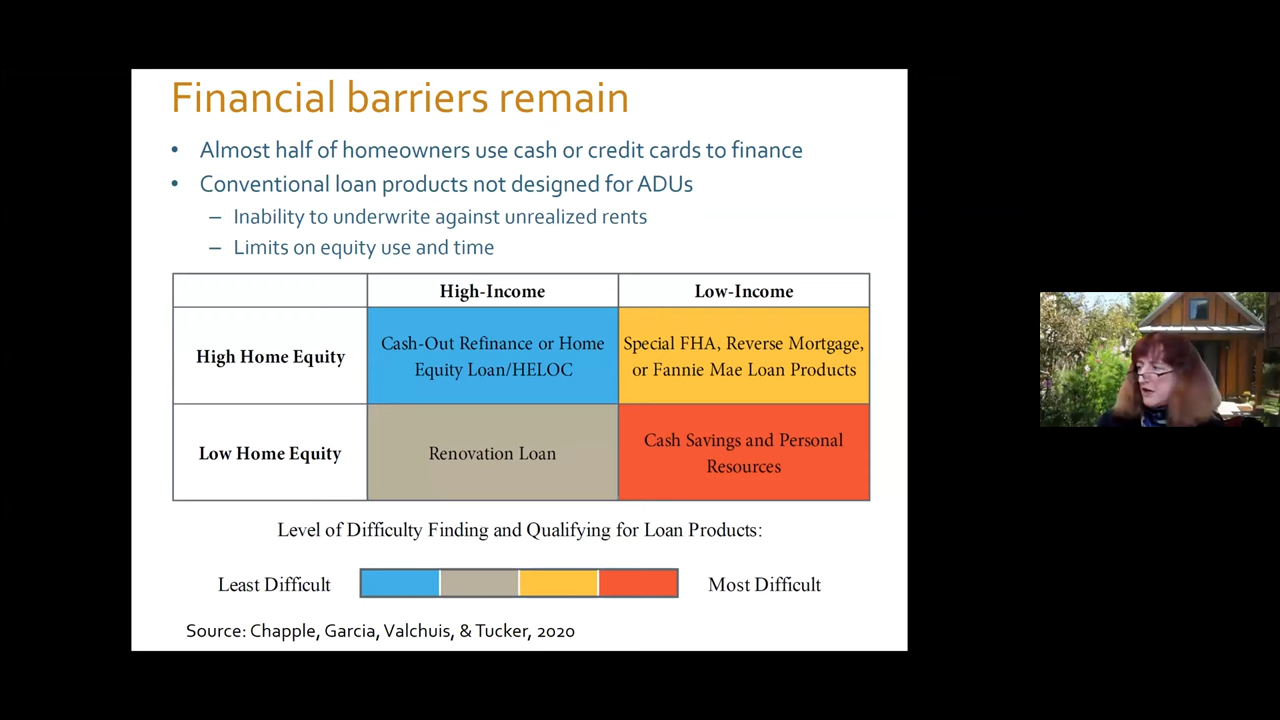 Financial barriers remain
• Almost half of homeowners use cash or credit cards to finance
• Conventional loan products not designed for ADUs
– Inability to underwrite against unrealized rents
– Limits on equity use and time
High-Income
Low-Income
High Home Equity
Cash-Out Refinance or Home
Equity Loan/HELOC
Special FHA, Reverse Mortgage,
or Fannie Mae Loan Products
Low Home Equity
Renovation Loan
Cash Savings and Personal
Resources
Level of Difficulty Finding and Qualifying for Loan Products:
Least Difficult
Most Difficult
Source: Chapple, Garcia, Valchuis, & Tucker, 2020